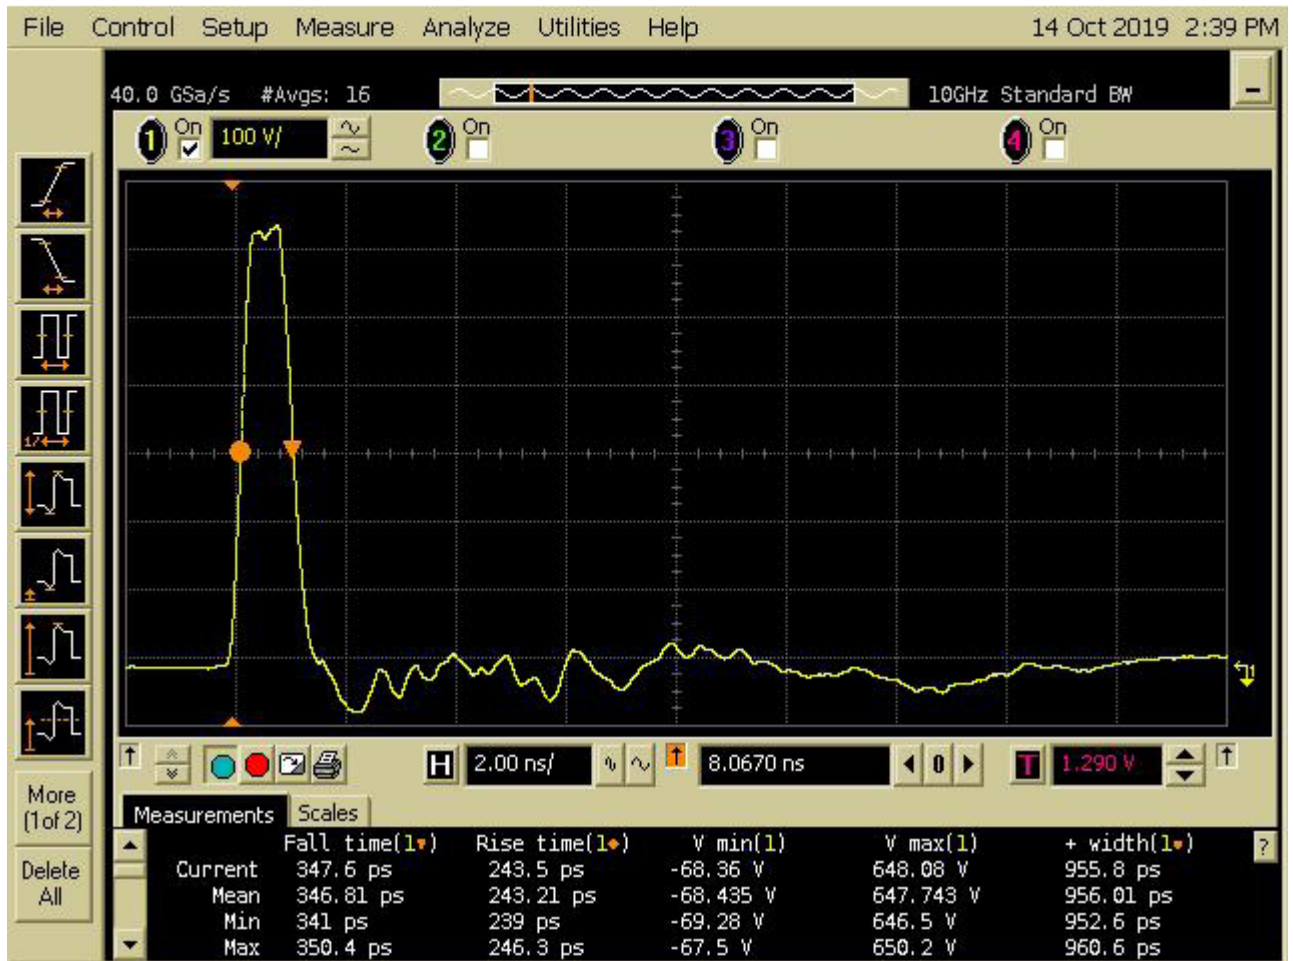 File Control Setup Measure Analyze Utilities Help 14 Oct 2019 2:39 PM
40.0 GSa/s #Avgs: 16 10GHz Standard BW
1 On 100 V/ 2 On 3 On 4 On
1/
1
H 2.00 ns/ 8.0670 ns 0 T 1.290 V
More
(1of 2)
Delete
All
Measurements Scales
Fall time(1) Rise time(1) V min(1) V max(1) + width(1) ?
Current 347.6 ps 243.5 ps -68.36 V 648.08 V 955.8 ps
Mean 346.81 ps 243.21 ps -68.435 V 647.743 V 956.01 ps
Min 341 ps 239 ps -69.28 V 646.5 V 952.6 ps
Max 350.4 ps 246.3 ps -67.5 V 650.2 V 960.6 ps